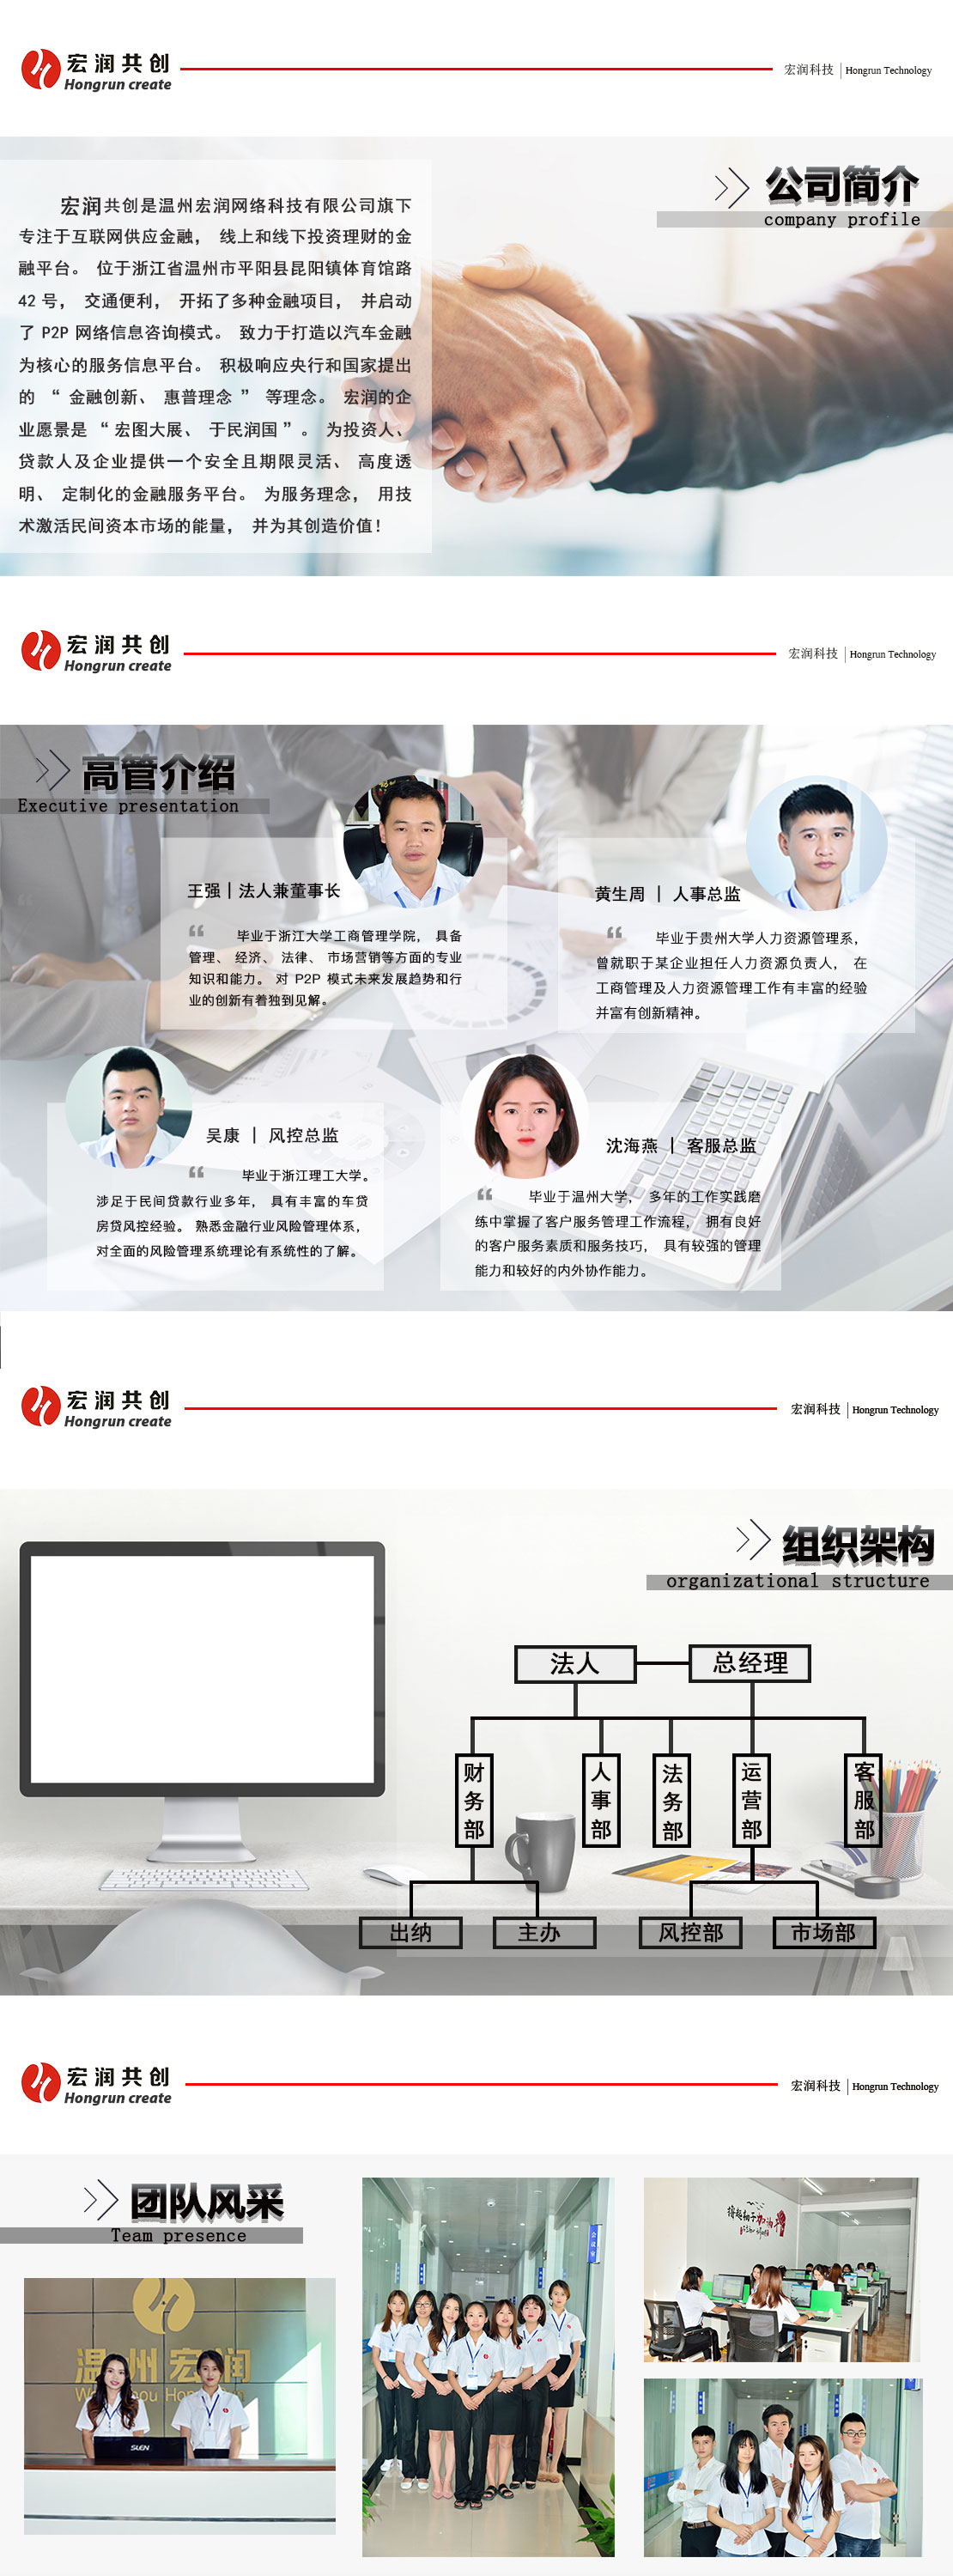 宏润共创
Hongrun create
宏润科技 | Hongrun Technology
公司简介
company profile
宏润共创是温州宏润网络科技有限公司旗下
专注于互联网供应金融， 线上和线下投资理财的金
融平台。 位于浙江省温州市平阳县昆阳镇体育馆路
42 号， 交通便利， 开拓了多种金融项目， 并启动
了 P2P 网络信息咨询模式。 致力于打造以汽车金融
为核心的服务信息平台。 积极响应央行和国家提出
的 “ 金融创新、 惠普理念 ” 等理念。 宏润的企
业愿景是 “ 宏图大展、 于民润国 ” 。 为投资人、
贷款人及企业提供一个安全且期限灵活、 高度透
明、 定制化的金融服务平台。 为服务理念， 用技
术激活民间资本市场的能量， 并为其创造价值！
宏润共创
Hongrun create
宏润科技 | Hongrun Technology
高管介绍
Executive presentation
王强｜法人兼董事长
“ 毕业于浙江大学工商管理学院， 具备
管理、 经济、 法律、 市场营销等方面的专业
知识和能力。 对 P2P 模式未来发展趋势和行
业的创新有着独到见解。
黄生周 ｜ 人事总监
“ 毕业于贵州大学人力资源管理系，
曾就职于某企业担任人力资源负责人， 在
工商管理及人力资源管理工作有丰富的经验
并富有创新精神。
吴康 ｜ 风控总监
“ 毕业于浙江理工大学。
涉足于民间贷款行业多年， 具有丰富的车贷
房贷风控经验。 熟悉金融行业风险管理体系，
对全面的风险管理系统理论有系统性的了解。
沈海燕 ｜ 客服总监
“ 毕业于温州大学， 多年的工作实践磨
练中掌握了客户服务管理工作流程， 拥有良好
的客户服务素质和服务技巧， 具有较强的管理
能力和较好的内外协作能力。
宏润共创
Hongrun create
宏润科技 | Hongrun Technology
组织架构
organizational structure
法人
总经理
财务部
人事部
法务部
运营部
客服部
出纳
主办
风控部
市场部
宏润共创
Hongrun create
宏润科技 | Hongrun Technology
团队风采
Team presence
温州宏润
SLEN
会议室
撸起袖子加油干